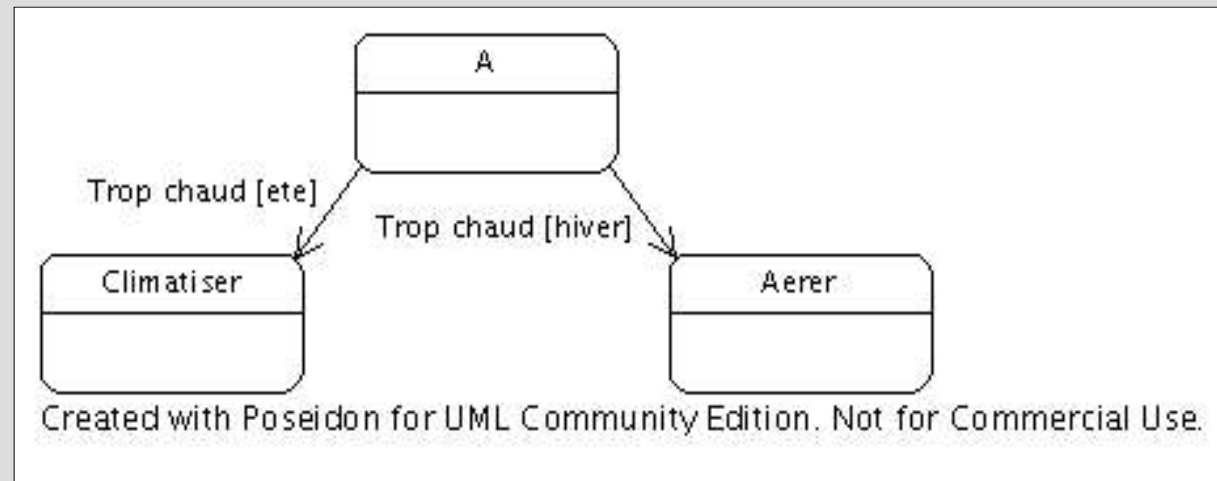 A
Trop chaud [ete]
Trop chaud [hiver]
Climatiser
Aerer
Created with Poseidon for UML Community Edition. Not for Commercial Use.